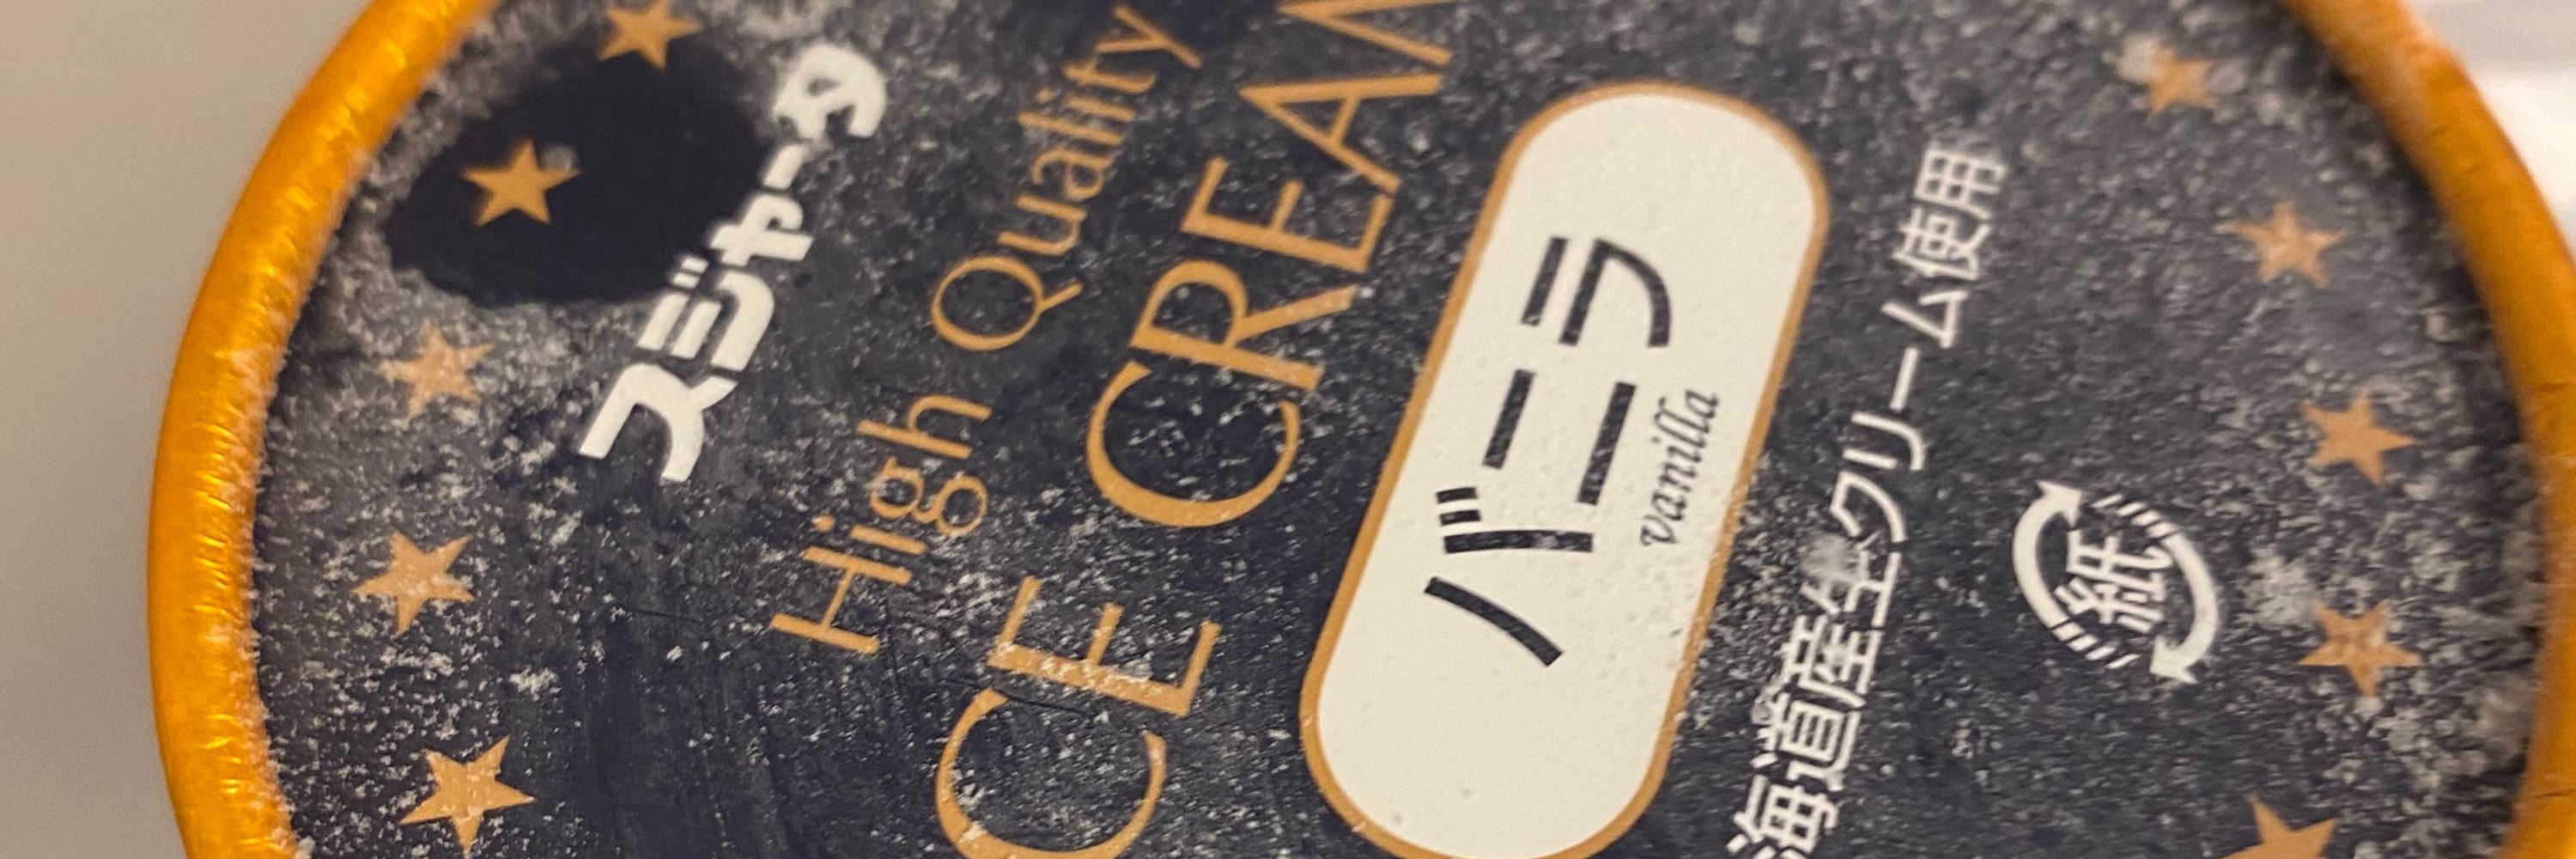 スジャータ
High Quality
CE CREAM
バニラ
vanilla
海道産生クリーム使用
紙